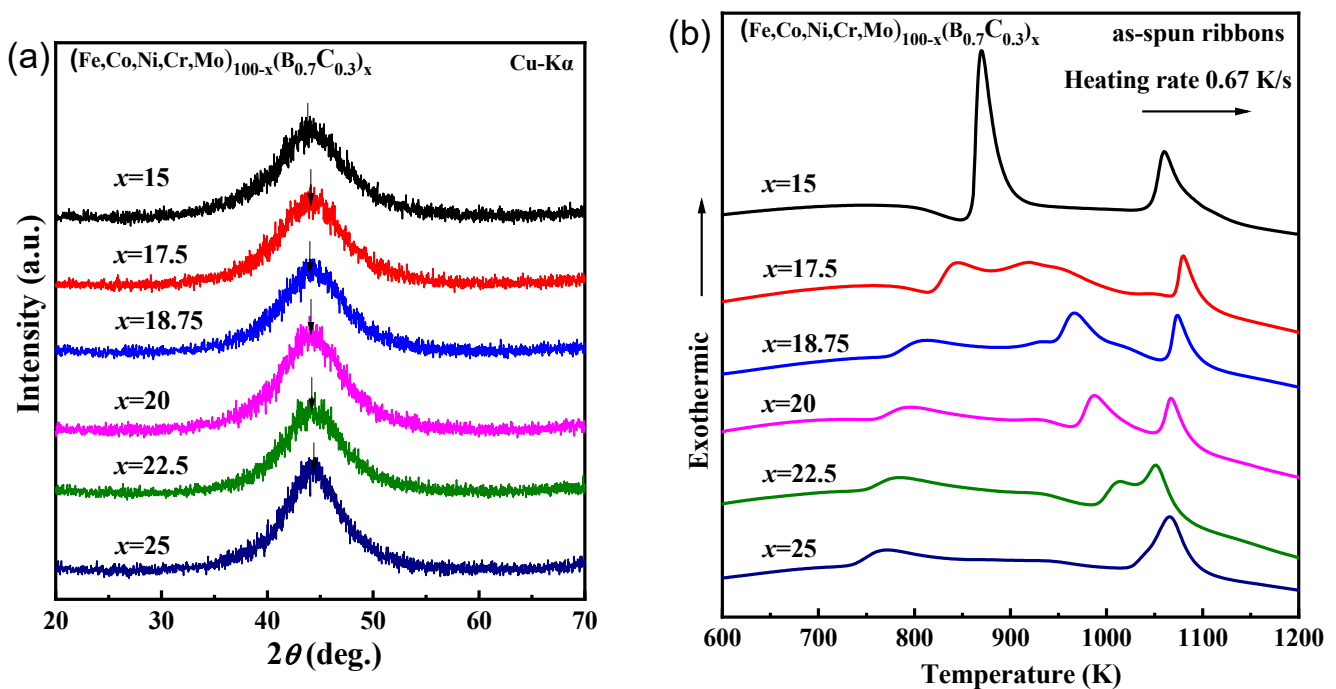 (a)
(Fe,Co,Ni,Cr,Mo)100-x(B0.7C0.3)x
Cu-Kα
x=15
x=17.5
x=18.75
x=20
x=22.5
x=25
Intensity (a.u.)
20 30 40 50 60 70
2θ (deg.)
(b)
(Fe,Co,Ni,Cr,Mo)100-x(B0.7C0.3)x
as-spun ribbons
Heating rate 0.67 K/s
x=15
x=17.5
x=18.75
x=20
x=22.5
x=25
Exothermic
600 700 800 900 1000 1100 1200
Temperature (K)